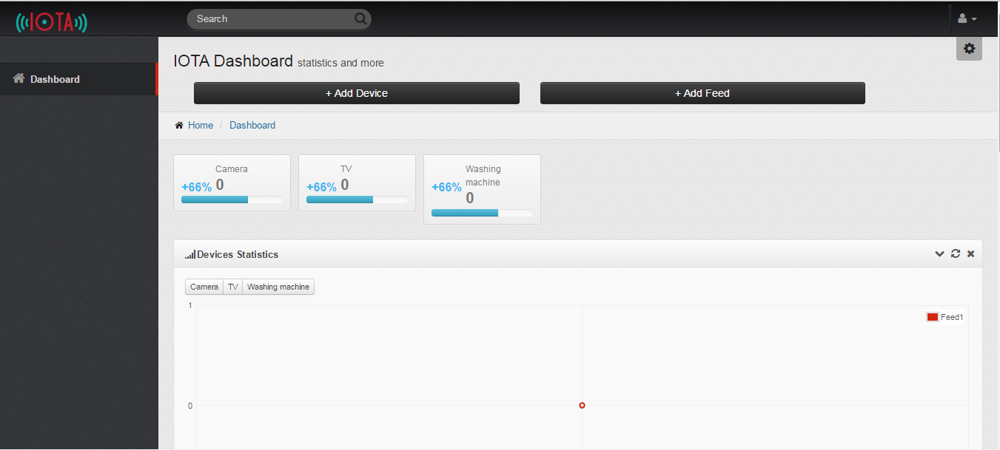 IOTA
Search
Dashboard
IOTA Dashboard statistics and more
+ Add Device
+ Add Feed
Home / Dashboard
Camera
+66% 0
TV
+66% 0
Washing
machine
+66%
0
Devices Statistics
Camera TV Washing machine
1
Feed1
0